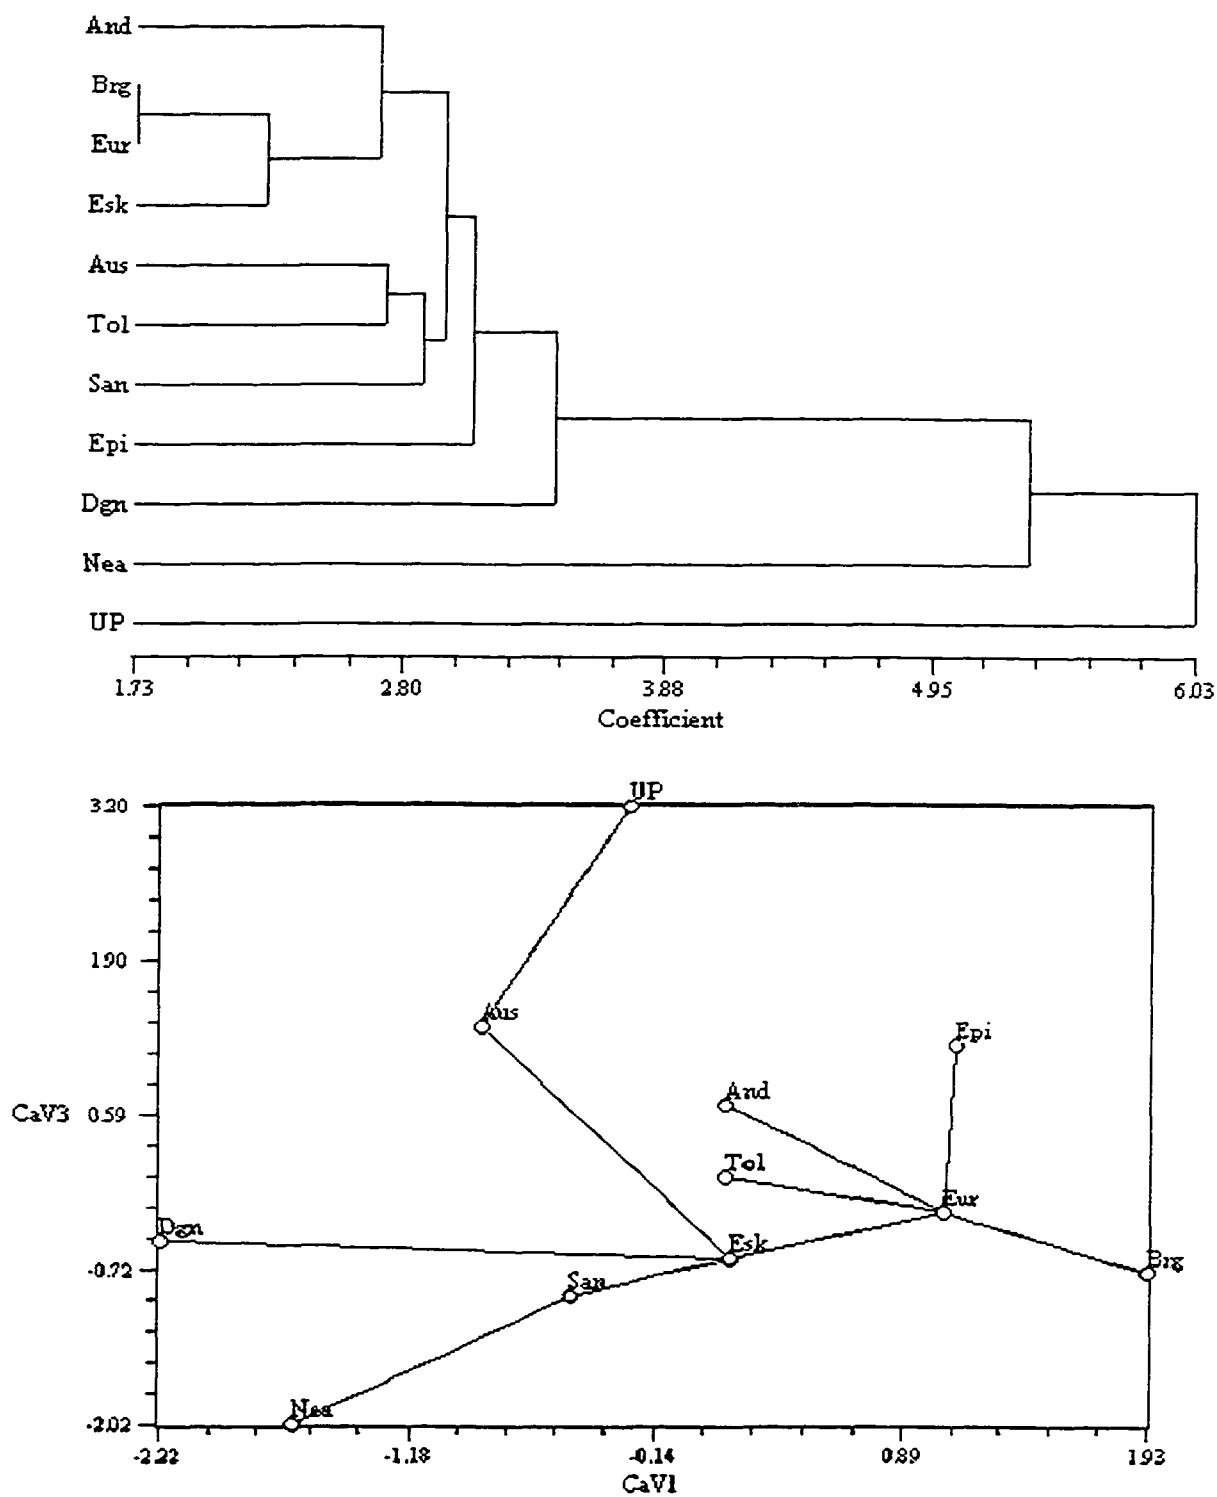 And
Brg
Eur
Esk
Aus
Tol
San
Epi
Dgn
Nea
UP
1.73 2.80 3.88 4.95 6.03
Coefficient
UP
3.20
1.90
Aus
Epi
And
CaV3 0.59
Tol
Eur
Dgn
Esk
Brg
-0.72
San
Nea
-2.02
-2.22 -1.18 -0.14 0.89 1.93
CaV1